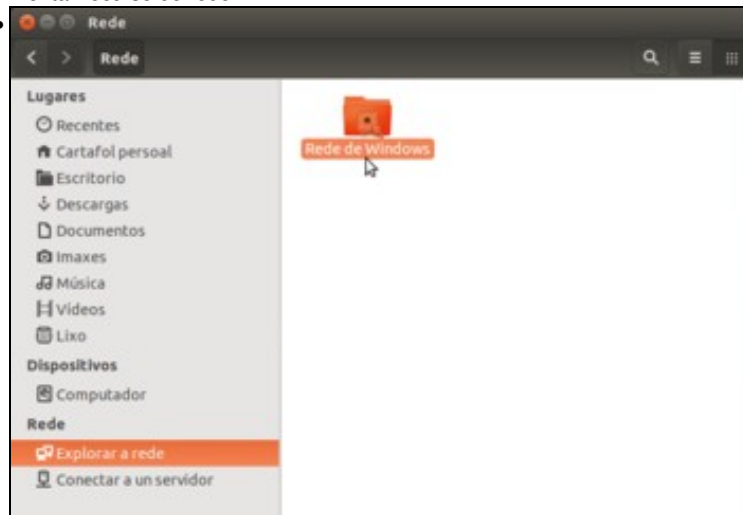 Rede
Rede
Lugares
Recentes
Cartafol persoal
Escritorio
Descargas
Documentos
Imaxes
Música
Vídeos
Lixo
Dispositivos
Computador
Rede
Explorar a rede
Conectar a un servidor
Rede de Windows